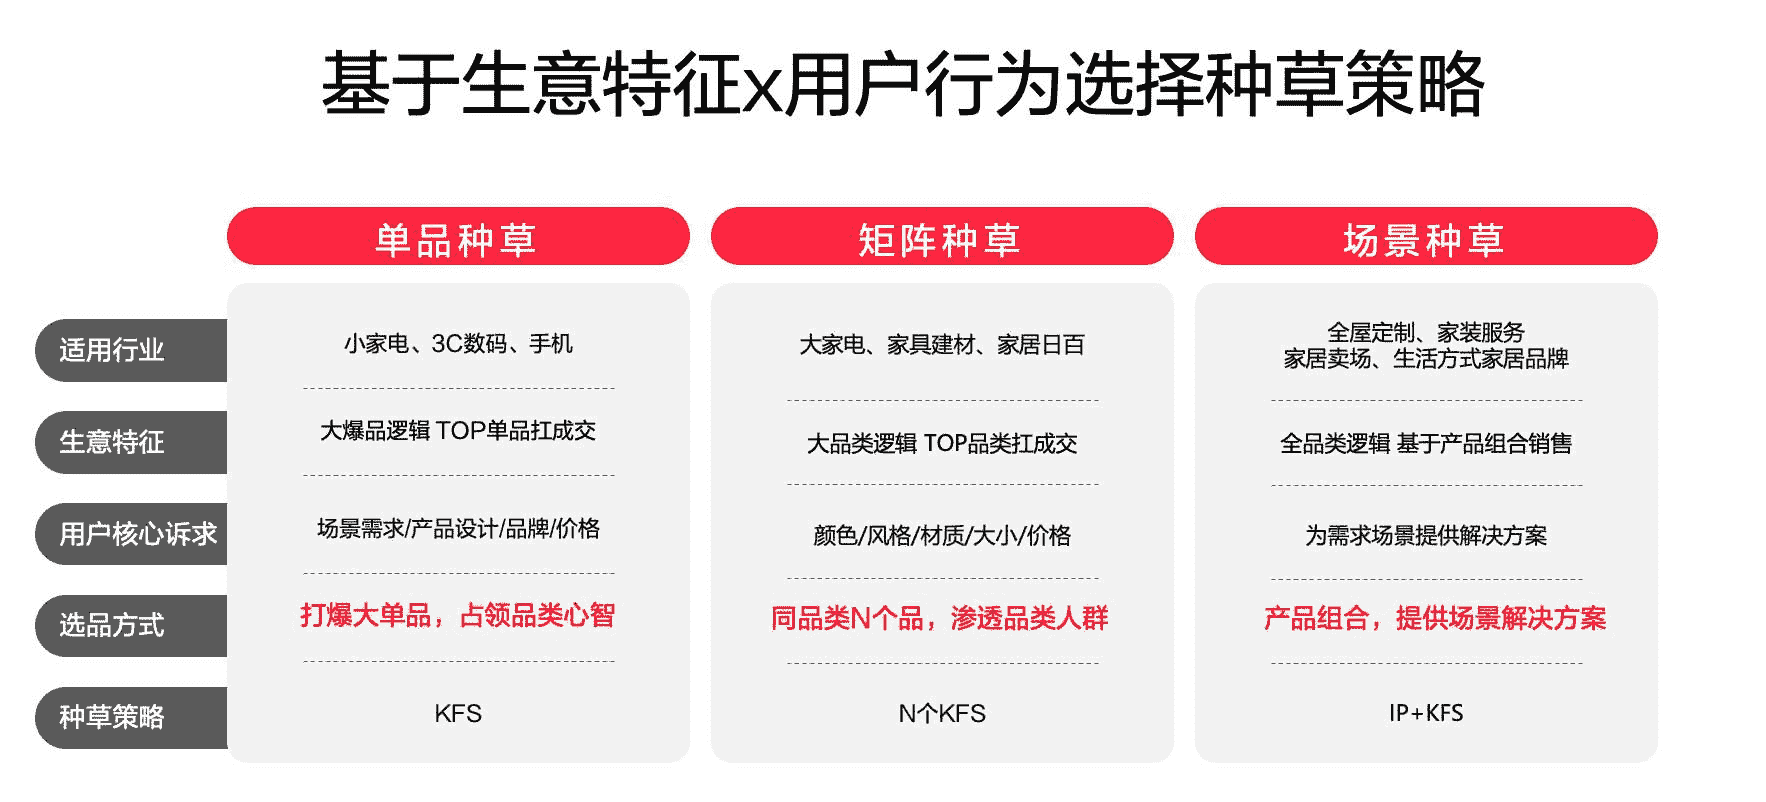 基于生意特征x用户行为选择种草策略
单品种草
矩阵种草
场景种草
适用行业
小家电、3C数码、手机
大家电、家具建材、家居日百
全屋定制、家装服务
家居卖场、生活方式家居品牌
生意特征
大爆品逻辑 TOP单品扛成交
大品类逻辑 TOP品类扛成交
全品类逻辑 基于产品组合销售
用户核心诉求
场景需求/产品设计/品牌/价格
颜色/风格/材质/大小/价格
为需求场景提供解决方案
选品方式
打爆大单品，占领品类心智
同品类N个品，渗透品类人群
产品组合，提供场景解决方案
种草策略
KFS
N个KFS
IP+KFS